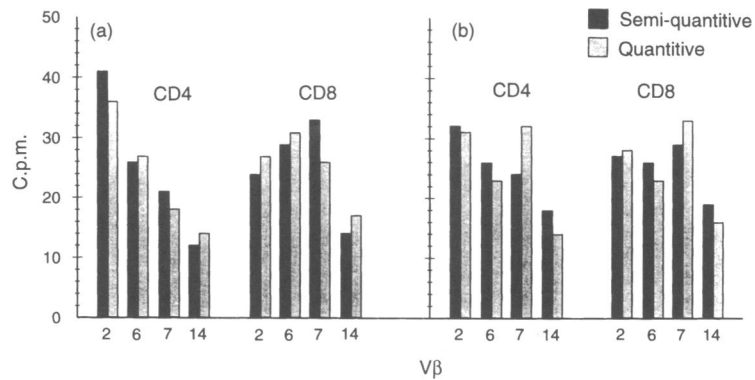 50
40
30
20
10
0
C.p.m.
(a)
CD4
CD8
(b)
CD4
CD8
Semi-quantitive
Quantitive
2 6 7 14 2 6 7 14 2 6 7 14 2 6 7 14
Vβ